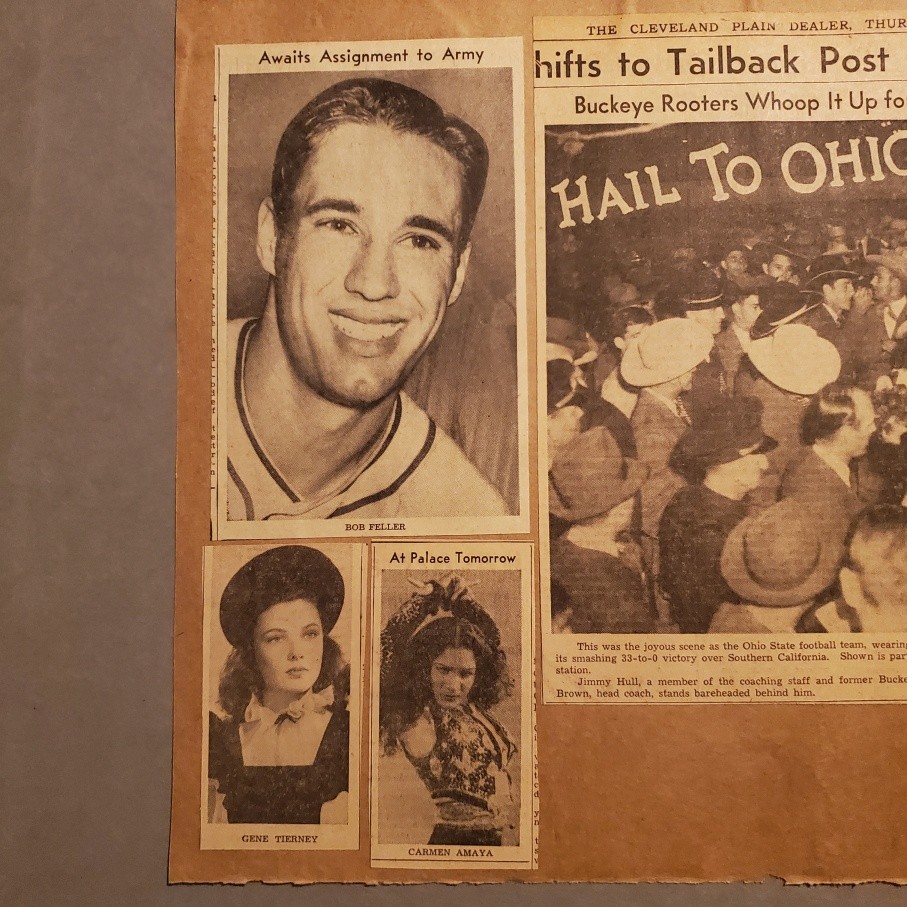 Awaits Assignment to Army
BOB FELLER
GENE TIERNEY
At Palace Tomorrow
CARMEN AMAYA
THE CLEVELAND PLAIN DEALER, THUR
hifts to Tailback Post
Buckeye Rooters Whoop It Up fo
HAIL TO OHIO
This was the joyous scene as the Ohio State football team, wearing
its smashing 33-to-0 victory over Southern California. Shown is par
station.
Jimmy Hull, a member of the coaching staff and former Bucke
Brown, head coach, stands bareheaded behind him.